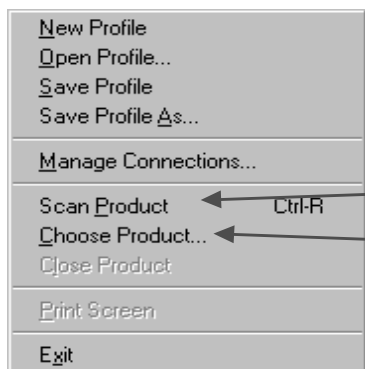 New Profile
Open Profile...
Save Profile
Save Profile As...
Manage Connections...
Scan Product Ctrl-R
Choose Product...
Close Product
Print Screen
Exit